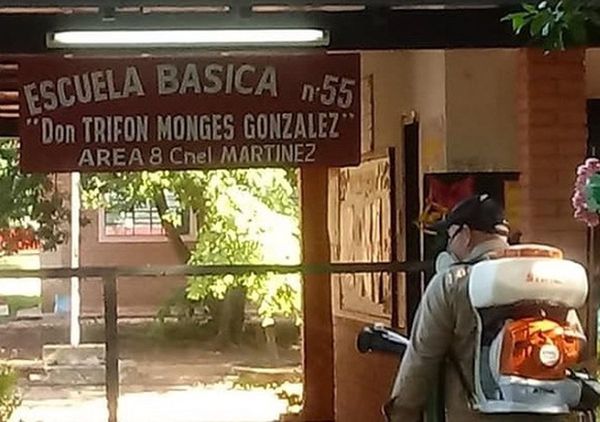 ESCUELA BASICA n·55
"Don TRIFON MONGES GONZALEZ"
AREA 8 Cnel MARTINEZ